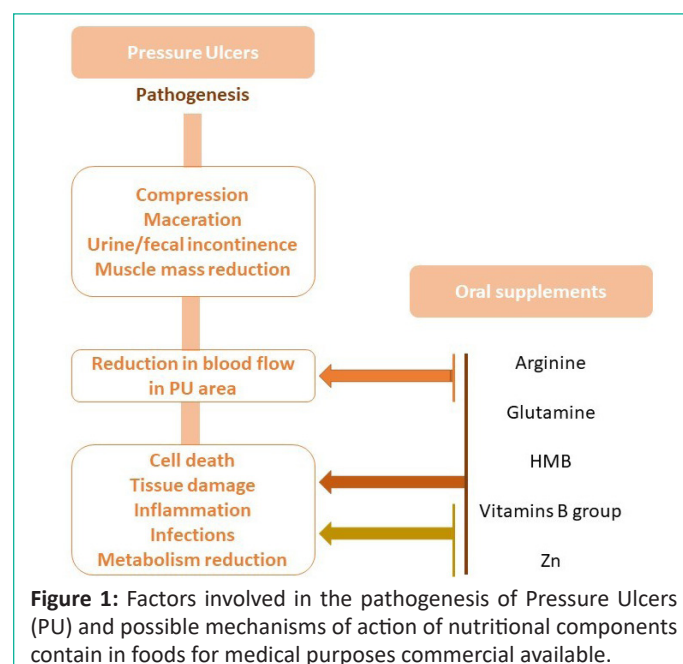 Pressure Ulcers
Pathogenesis
Compression
Maceration
Urine/fecal incontinence
Muscle mass reduction
Oral supplements
Reduction in blood flow
in PU area
Arginine
Glutamine
HMB
Vitamins B group
Zn
Cell death
Tissue damage
Inflammation
Infections
Metabolism reduction
Figure 1: Factors involved in the pathogenesis of Pressure Ulcers
(PU) and possible mechanisms of action of nutritional components
contain in foods for medical purposes commercial available.